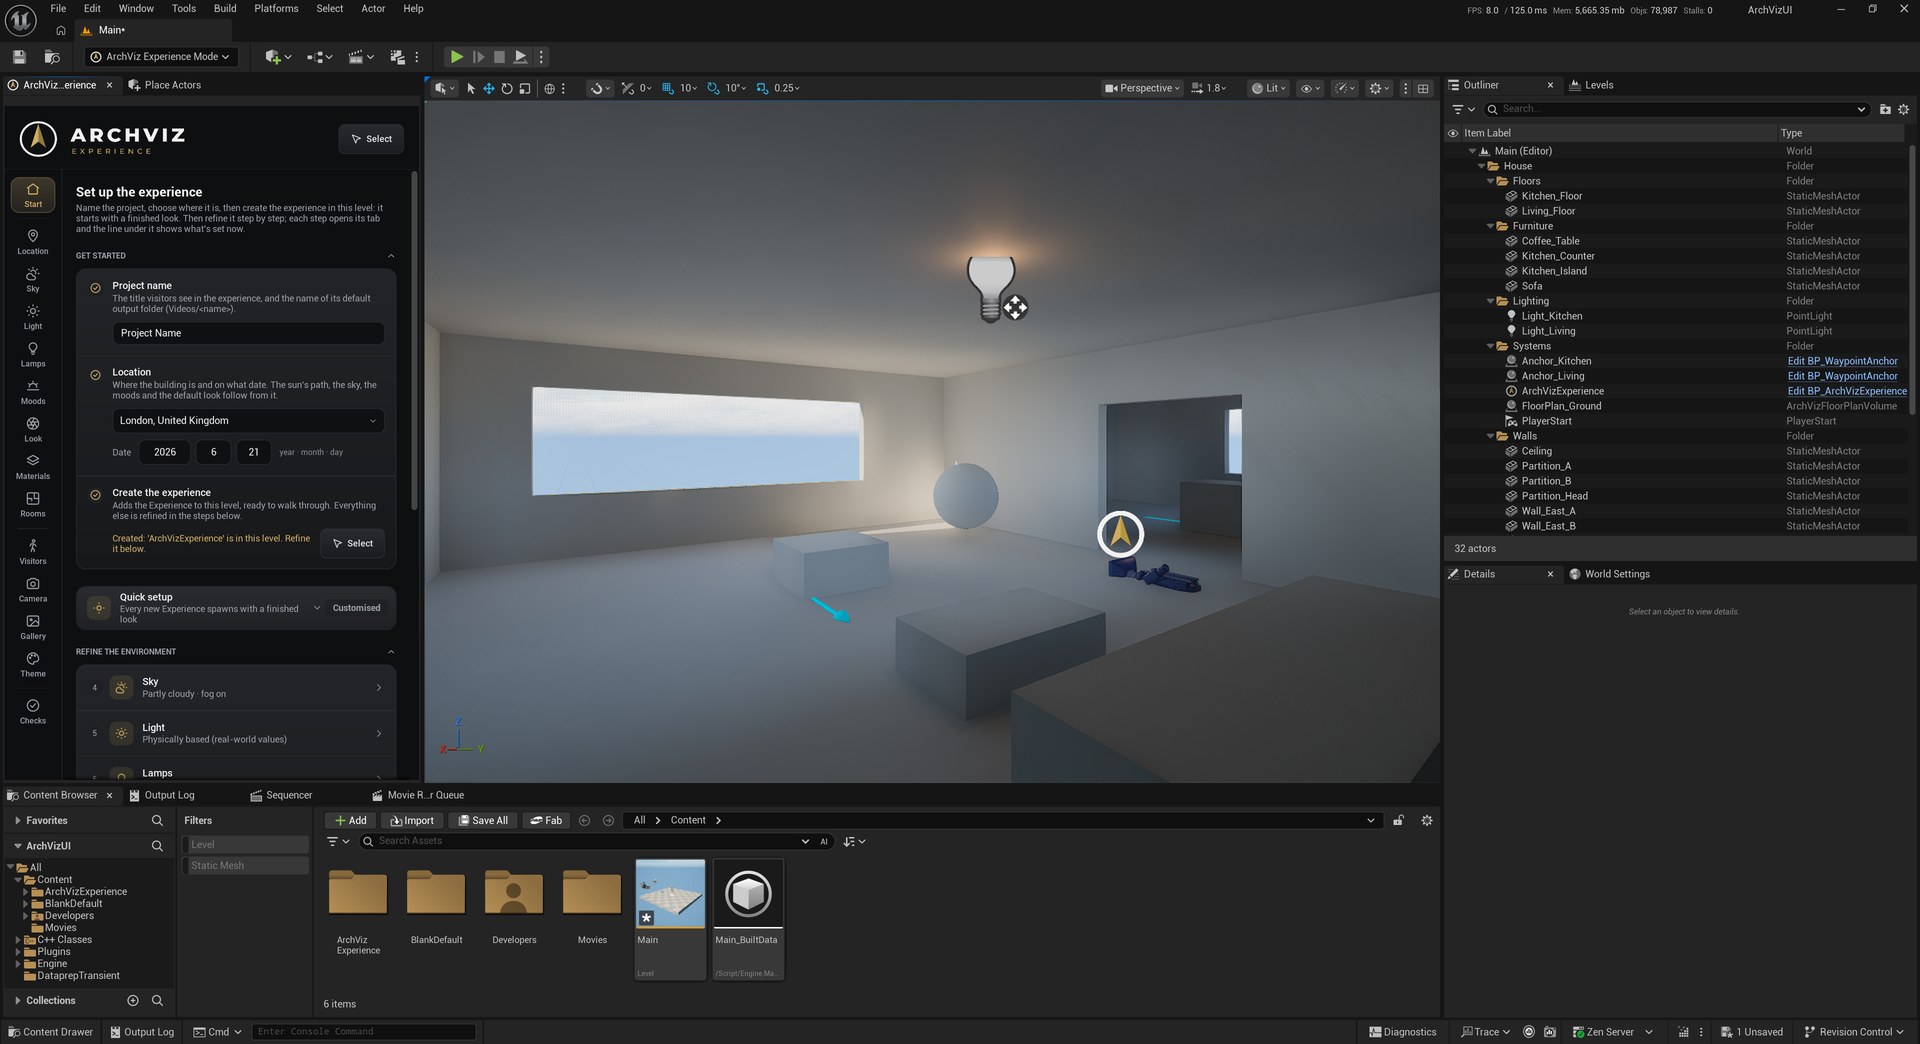 File Edit Window Tools Build Platforms Select Actor Help
FPS: 8.0 / 125.0 ms Mem: 5,665.35 mb Objs: 78,987 Stalls: 0 ArchVizUI
Main•
ArchViz Experience Mode
ArchViz...erience
Place Actors
ARCHVIZ
EXPERIENCE
Select
Start
Location
Sky
Light
Lamps
Moods
Look
Materials
Rooms
Visitors
Camera
Gallery
Theme
Checks
Set up the experience
Name the project, choose where it is, then create the experience in this level: it
starts with a finished look. Then refine it step by step; each step opens its tab
and the line under it shows what's set now.
GET STARTED
Project name
The title visitors see in the experience, and the name of its default
output folder (Videos/<name>).
Project Name
Location
Where the building is and on what date. The sun's path, the sky, the
moods and the default look follow from it.
London, United Kingdom
Date 2026 6 21 year · month · day
Create the experience
Adds the Experience to this level, ready to walk through. Everything
else is refined in the steps below.
Created: 'ArchVizExperience' is in this level. Refine
it below.
Select
Quick setup
Every new Experience spawns with a finished
look
Customised
REFINE THE ENVIRONMENT
4 Sky
Partly cloudy · fog on
5 Light
Physically based (real-world values)
Lamps
0 10 10° 0.25
Perspective 1.8 Lit
Z
X Y
Outliner
Levels
Search...
Item Label Type
Main (Editor) World
House Folder
Floors Folder
Kitchen_Floor StaticMeshActor
Living_Floor StaticMeshActor
Furniture Folder
Coffee_Table StaticMeshActor
Kitchen_Counter StaticMeshActor
Kitchen_Island StaticMeshActor
Sofa StaticMeshActor
Lighting Folder
Light_Kitchen PointLight
Light_Living PointLight
Systems Folder
Anchor_Kitchen Edit BP_WaypointAnchor
Anchor_Living Edit BP_WaypointAnchor
ArchVizExperience Edit BP_ArchVizExperience
FloorPlan_Ground ArchVizFloorPlanVolume
PlayerStart PlayerStart
Walls Folder
Ceiling StaticMeshActor
Partition_A StaticMeshActor
Partition_B StaticMeshActor
Partition_Head StaticMeshActor
Wall_East_A StaticMeshActor
Wall_East_B StaticMeshActor
32 actors
Details
World Settings
Select an object to view details.
Content Browser
Output Log
Sequencer
Movie R...r Queue
Favorites
ArchVizUI
All
Content
ArchVizExperience
BlankDefault
Developers
Movies
C++ Classes
Plugins
Engine
DataprepTransient
Collections
Filters
Level
Static Mesh
Add Import Save All Fab All Content
Search Assets
AI
ArchViz
Experience
BlankDefault
Developers
Movies
Main
Level
Main_BuiltData
/Script/Engine.Ma...
6 items
Content Drawer Output Log Cmd Enter Console Command
Diagnostics Trace Zen Server 1 Unsaved Revision Control